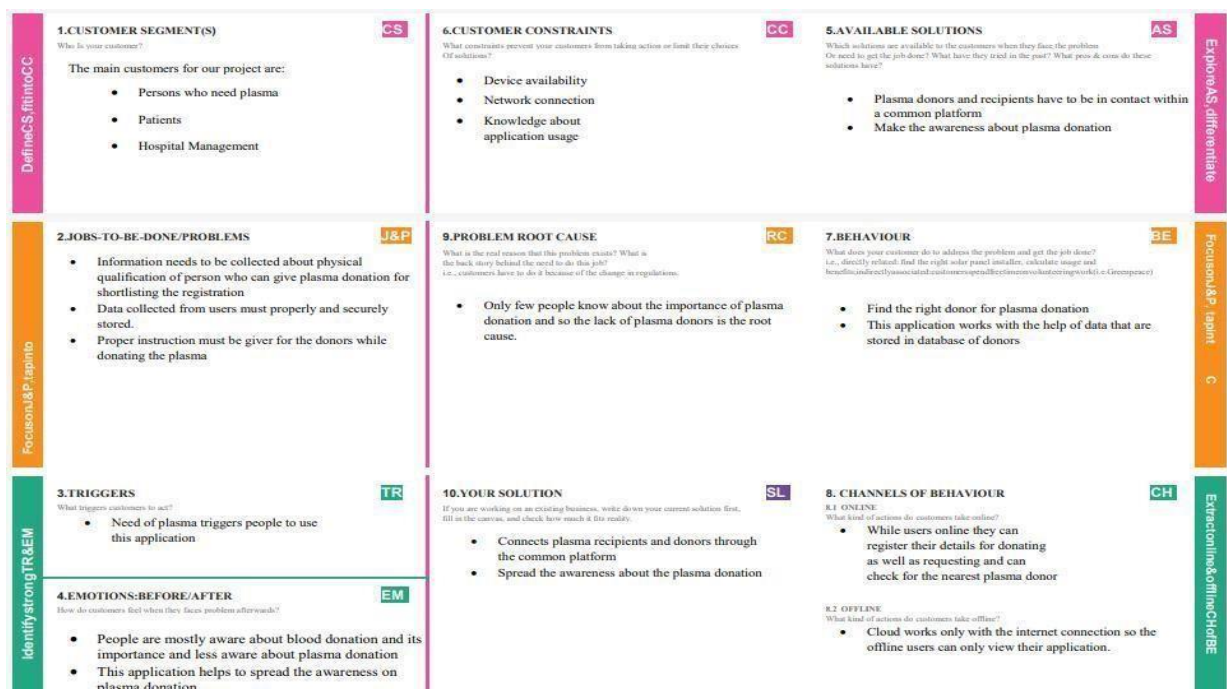 DefineCS,fitintoCC
1.CUSTOMER SEGMENT(S)
CS
Who Is your customer?
The main customers for our project are:
• Persons who need plasma
• Patients
• Hospital Management
6.CUSTOMER CONSTRAINTS
CC
What constraints prevent your customers from taking action or limit their choices
Of solutions?
• Device availability
• Network connection
• Knowledge about
application usage
5.AVAILABLE SOLUTIONS
AS
Which solutions are available to the customers when they face the problem
Or need to get the job done? What have they tried in the past? What pros & cons do these
solutions have?
• Plasma donors and recipients have to be in contact within
a common platform
• Make the awareness about plasma donation
ExploreAS,differentiate
FocusonJ&P,tapinto
2.JOBS-TO-BE-DONE/PROBLEMS
J&P
• Information needs to be collected about physical
qualification of person who can give plasma donation for
shortlisting the registration
• Data collected from users must properly and securely
stored.
• Proper instruction must be giver for the donors while
donating the plasma
9.PROBLEM ROOT CAUSE
RC
What is the real reason that this problem exists? What is
the back story behind the need to do this job?
i.e., customers have to do it because of the change in regulations.
• Only few people know about the importance of plasma
donation and so the lack of plasma donors is the root
cause.
7.BEHAVIOUR
BE
What does your customer do to address the problem and get the job done?
i.e., directly related: find the right solar panel installer, calculate usage and
benefits;indirectlyassociated:customersspendfreetimeonvolunteeringwork(i.e.Greenpeace)
• Find the right donor for plasma donation
• This application works with the help of data that are
stored in database of donors
FocusonJ&P, tapint C
IdentifystrongTR&EM
3.TRIGGERS
TR
What triggers customers to act?
• Need of plasma triggers people to use
this application
4.EMOTIONS:BEFORE/AFTER
EM
How do customers feel when they faces problem afterwards?
• People are mostly aware about blood donation and its
importance and less aware about plasma donation
• This application helps to spread the awareness on
plasma donation
10.YOUR SOLUTION
SL
If you are working on an existing business, write down your current solution first,
fill in the canvas, and check how much it fits reality.
• Connects plasma recipients and donors through
the common platform
• Spread the awareness about the plasma donation
8. CHANNELS OF BEHAVIOUR
CH
8.1 ONLINE
What kind of actions do customers take online?
• While users online they can
register their details for donating
as well as requesting and can
check for the nearest plasma donor
8.2 OFFLINE
What kind of actions do customers take offline?
• Cloud works only with the internet connection so the
offline users can only view their application.
Extractonline&offlineCHofBE